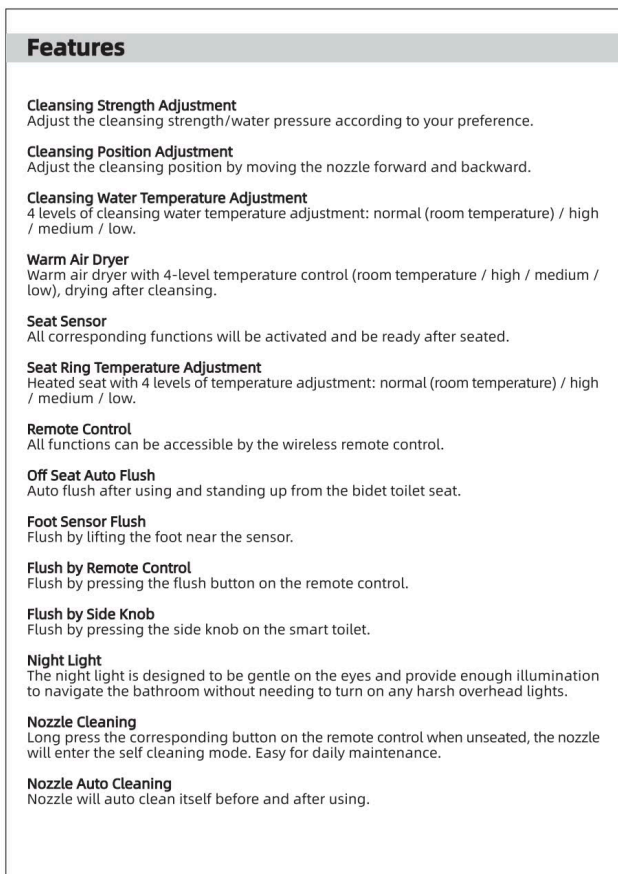 Features
Cleansing Strength Adjustment
Adjust the cleansing strength/water pressure according to your preference.
Cleansing Position Adjustment
Adjust the cleansing position by moving the nozzle forward and backward.
Cleansing Water Temperature Adjustment
4 levels of cleansing water temperature adjustment: normal (room temperature) / high
/ medium / low.
Warm Air Dryer
Warm air dryer with 4-level temperature control (room temperature / high / medium /
low), drying after cleansing.
Seat Sensor
All corresponding functions will be activated and be ready after seated.
Seat Ring Temperature Adjustment
Heated seat with 4 levels of temperature adjustment: normal (room temperature) / high
/ medium / low.
Remote Control
All functions can be accessible by the wireless remote control.
Off Seat Auto Flush
Auto flush after using and standing up from the bidet toilet seat.
Foot Sensor Flush
Flush by lifting the foot near the sensor.
Flush by Remote Control
Flush by pressing the flush button on the remote control.
Flush by Side Knob
Flush by pressing the side knob on the smart toilet.
Night Light
The night light is designed to be gentle on the eyes and provide enough illumination
to navigate the bathroom without needing to turn on any harsh overhead lights.
Nozzle Cleaning
Long press the corresponding button on the remote control when unseated, the nozzle
will enter the self cleaning mode. Easy for daily maintenance.
Nozzle Auto Cleaning
Nozzle will auto clean itself before and after using.